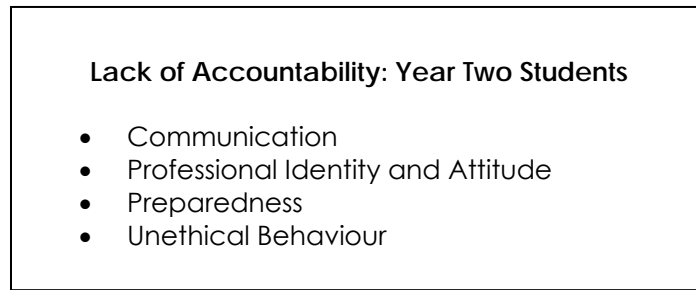 Lack of Accountability: Year Two Students
• Communication
• Professional Identity and Attitude
• Preparedness
• Unethical Behaviour